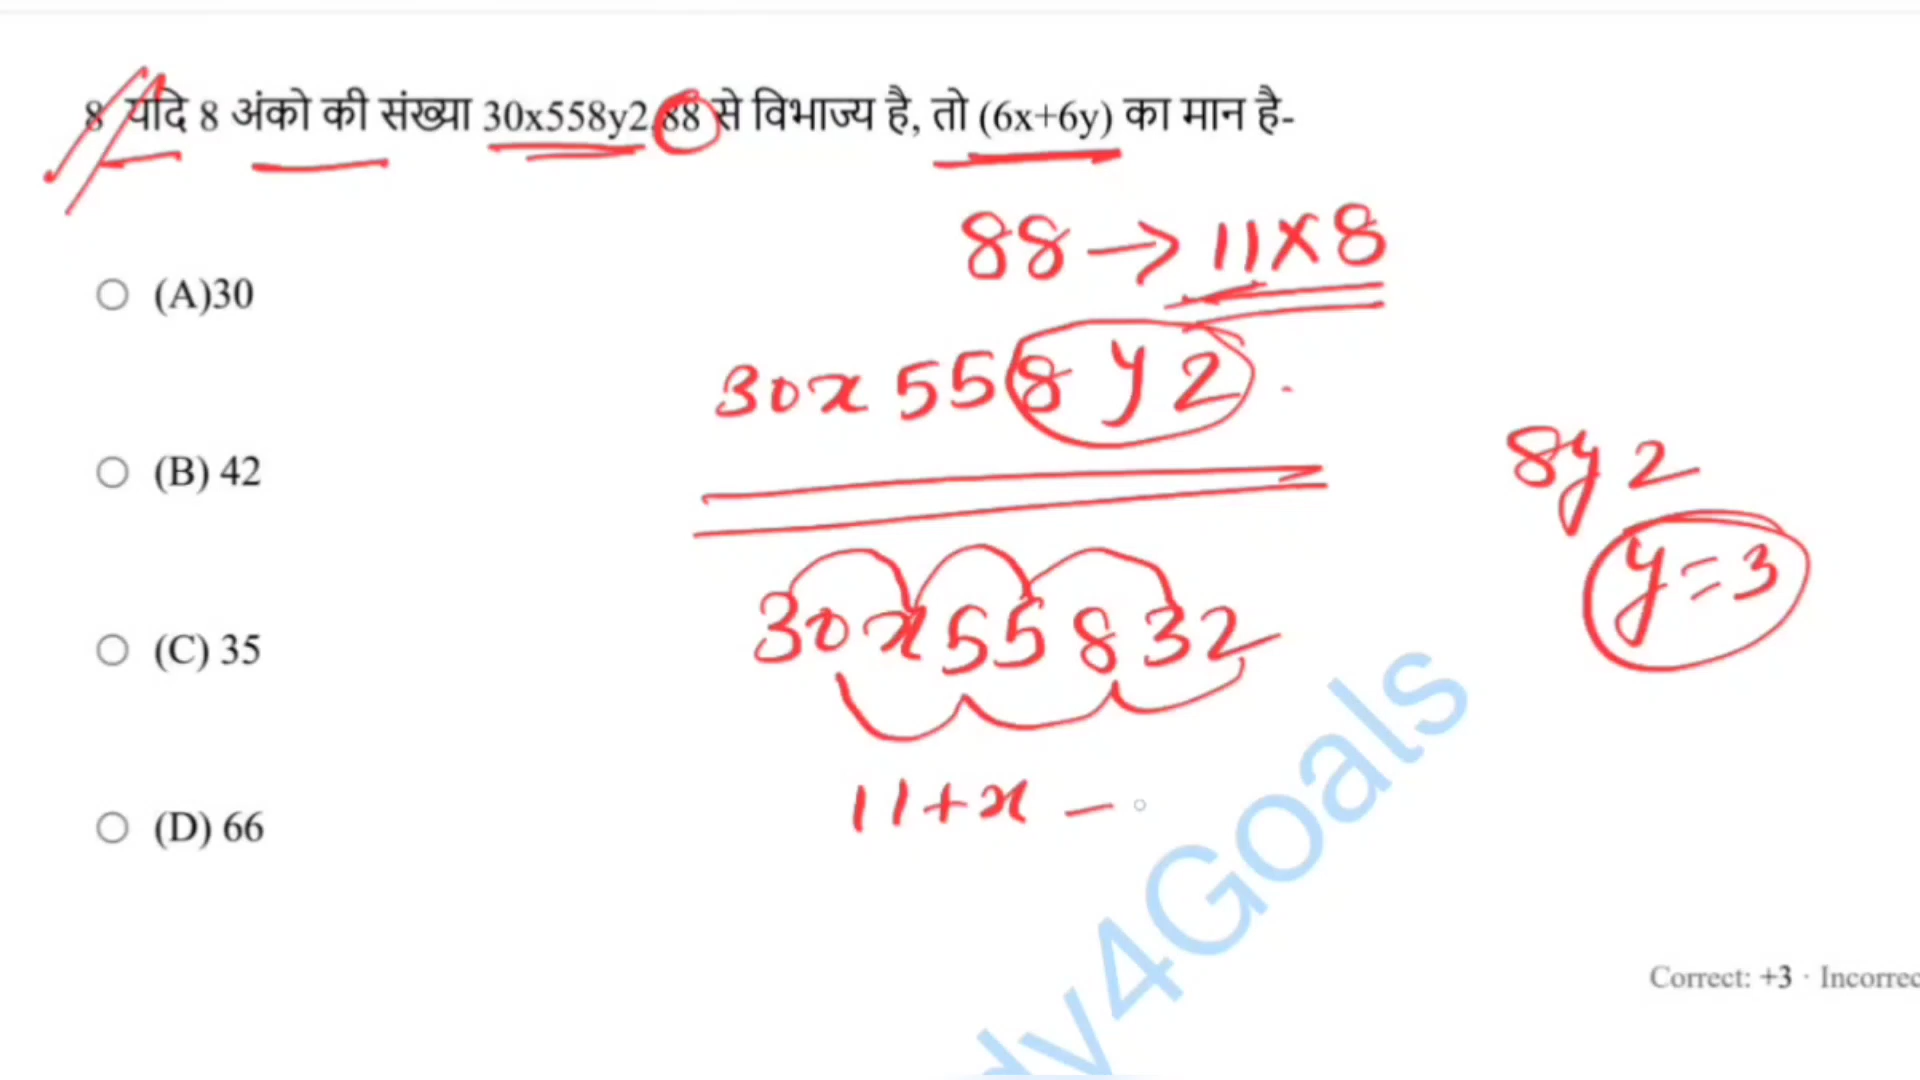 8 यदि 8 अंको की संख्या 30x558y2,88 से विभाज्य है, तो (6x+6y) का मान है-
88 → 11×8
(A)30
30x558y2
(B) 42
8y2
y=3
30x55832
(C) 35
11+x –
(D) 66
dy4Goals
Correct: +3 · Incorrec